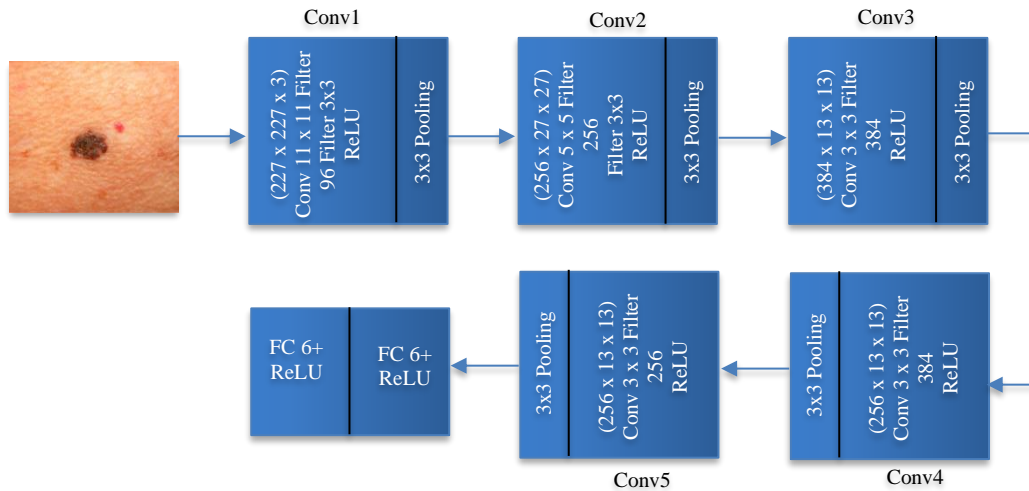 Conv1
(227 x 227 x 3)
Conv 11 x 11 Filter
96 Filter 3x3
ReLU
3x3 Pooling
Conv2
(256 x 27 x 27)
Conv 5 x 5 Filter
256
Filter 3x3
ReLU
3x3 Pooling
Conv3
(384 x 13 x 13)
Conv 3 x 3 Filter
384
ReLU
3x3 Pooling
3x3 Pooling
(256 x 13 x 13)
Conv 3 x 3 Filter
384
ReLU
Conv4
3x3 Pooling
(256 x 13 x 13)
Conv 3 x 3 Filter
256
ReLU
Conv5
FC 6+
ReLU
FC 6+
ReLU